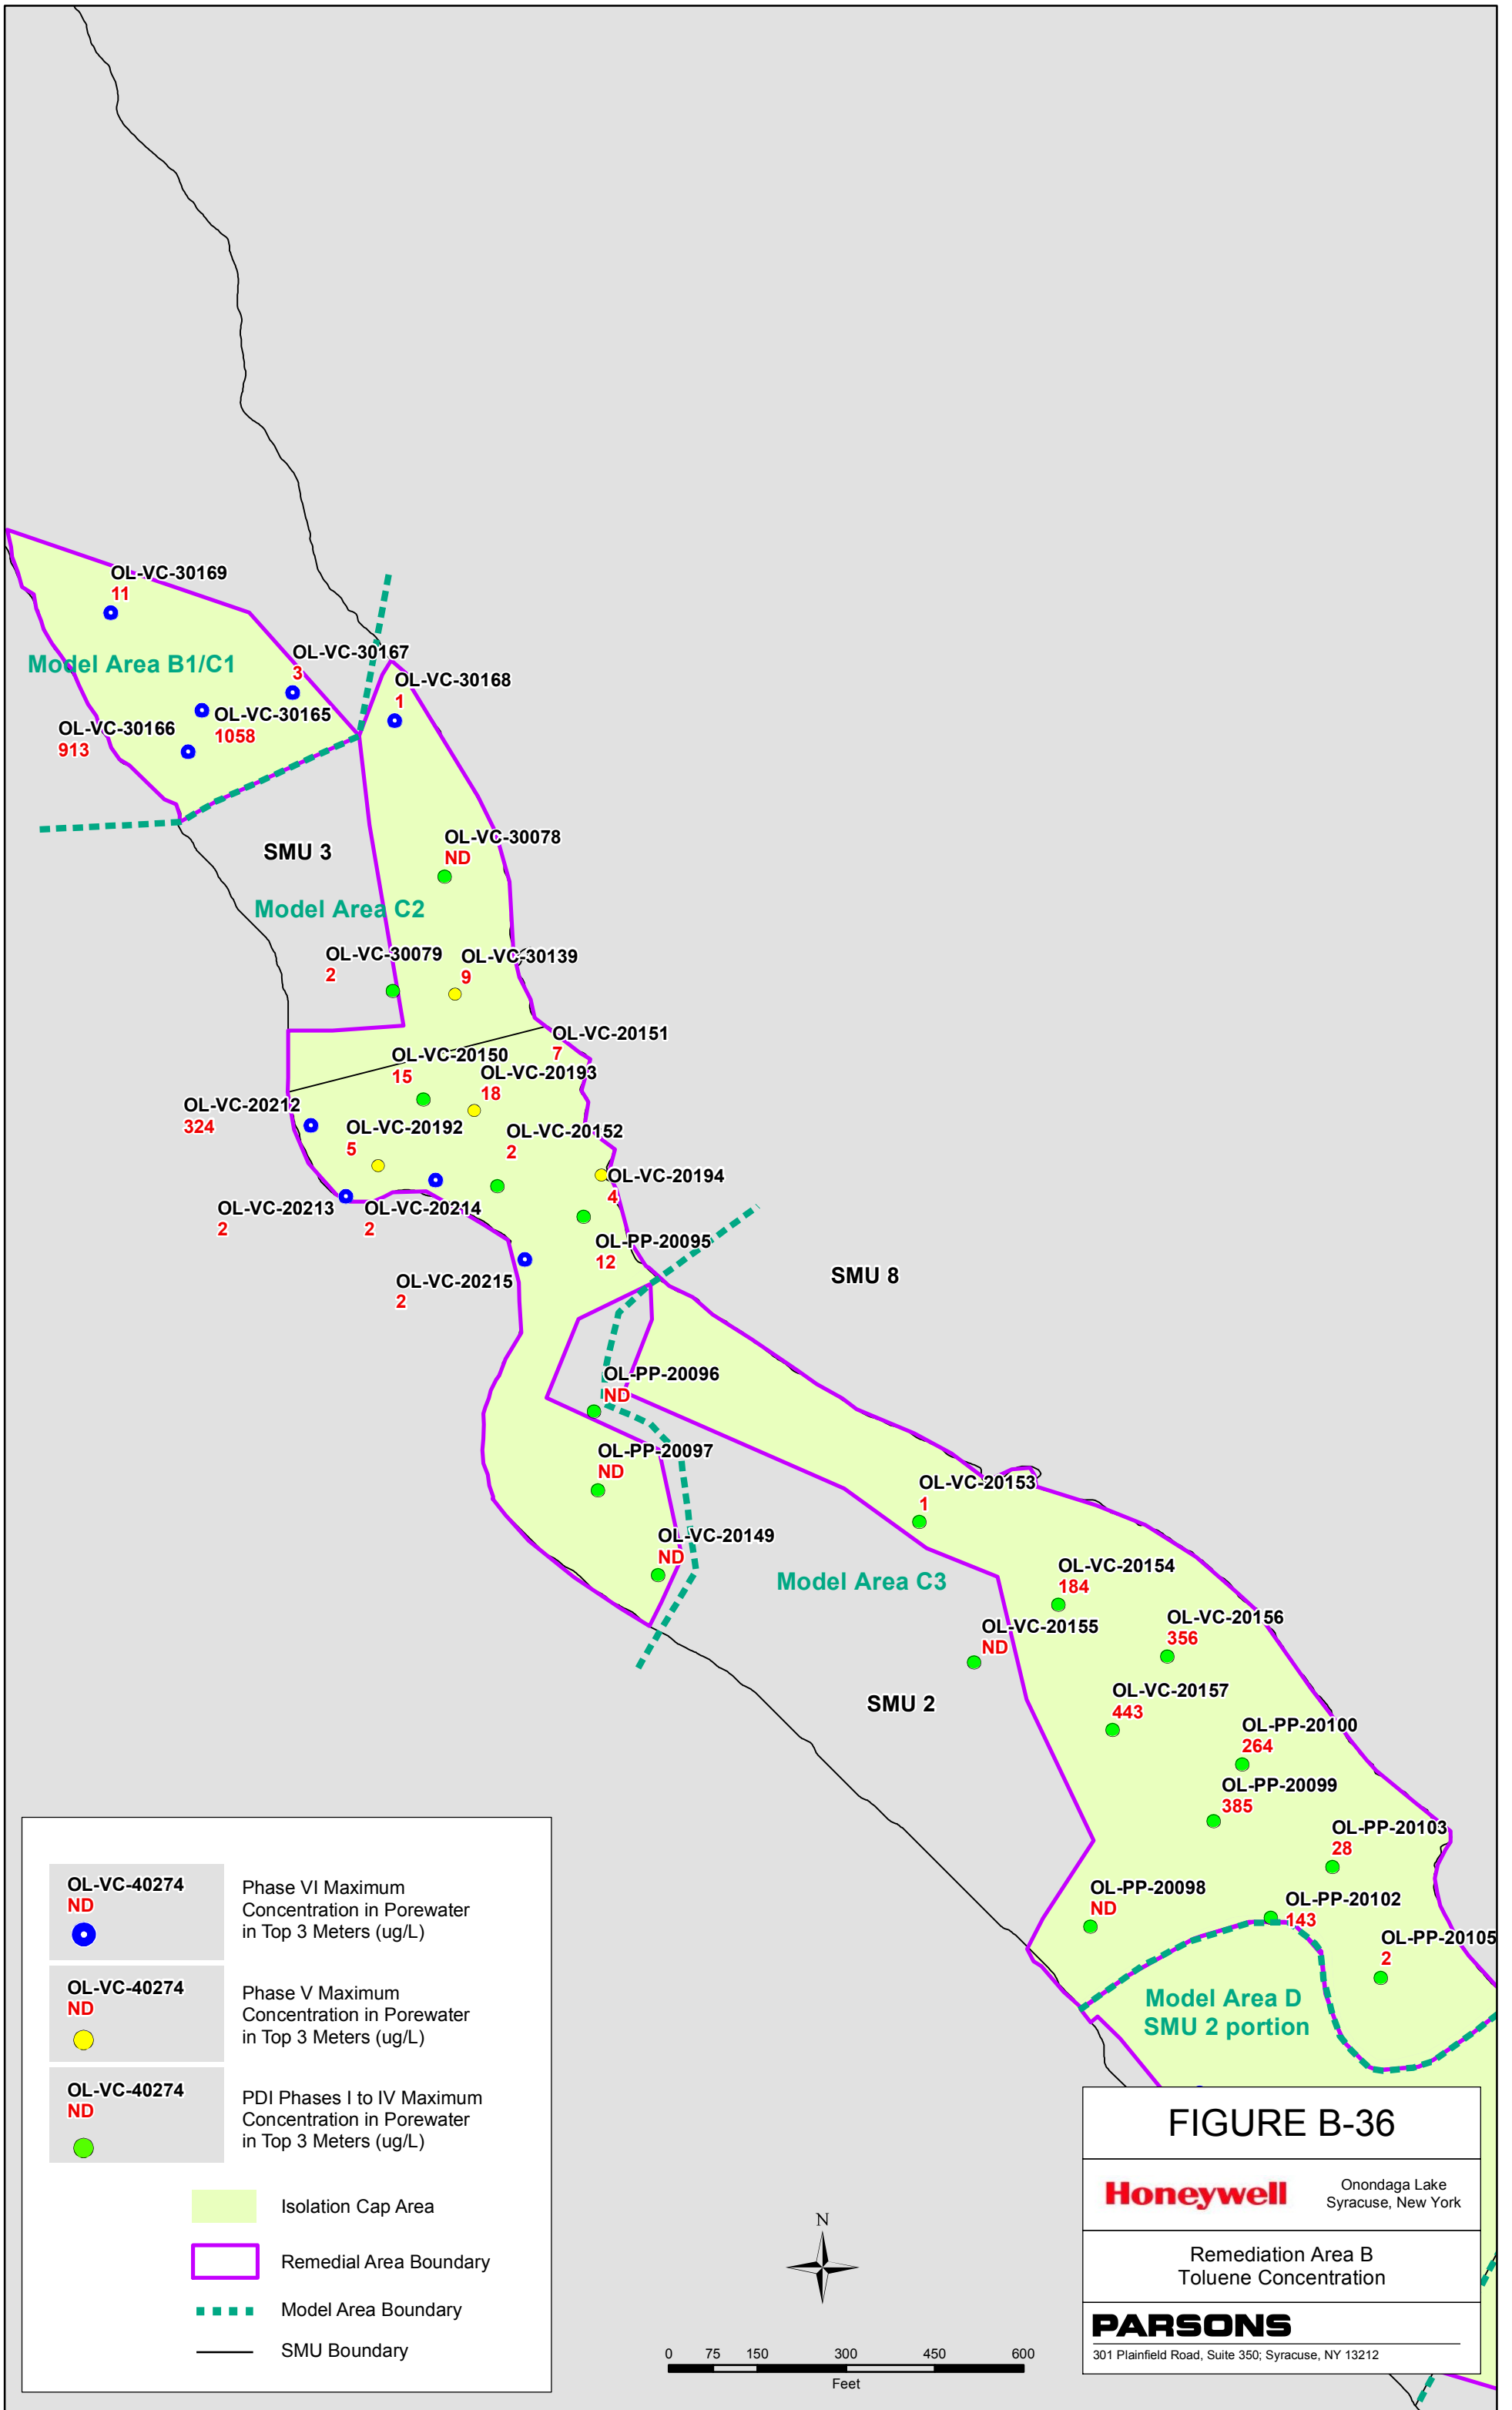 OL-VC-30169
11
Model Area B1/C1
OL-VC-30167
3
OL-VC-30168
1
OL-VC-30165
1058
OL-VC-30166
913
OL-VC-30078
ND
SMU 3
Model Area C2
OL-VC-30079
2
OL-VC-30139
9
OL-VC-20151
7
OL-VC-20150
15
OL-VC-20193
18
OL-VC-20212
324
OL-VC-20192
5
OL-VC-20152
2
OL-VC-20194
4
OL-VC-20213
2
OL-VC-20214
2
OL-PP-20095
12
OL-VC-20215
2
SMU 8
OL-PP-20096
ND
OL-PP-20097
ND
OL-VC-20153
1
OL-VC-20149
ND
Model Area C3
OL-VC-20154
184
OL-VC-20155
ND
OL-VC-20156
356
SMU 2
OL-VC-20157
443
OL-PP-20100
264
OL-PP-20099
385
OL-PP-20103
28
OL-PP-20098
ND
OL-PP-20102
143
OL-PP-20105
2
Model Area D
SMU 2 portion
OL-VC-40274
ND
Phase VI Maximum
Concentration in Porewater
in Top 3 Meters (ug/L)
OL-VC-40274
ND
Phase V Maximum
Concentration in Porewater
in Top 3 Meters (ug/L)
OL-VC-40274
ND
PDI Phases I to IV Maximum
Concentration in Porewater
in Top 3 Meters (ug/L)
Isolation Cap Area
Remedial Area Boundary
Model Area Boundary
SMU Boundary
N
0 75 150 300 450 600
Feet
FIGURE B-36
Honeywell
Onondaga Lake
Syracuse, New York
Remediation Area B
Toluene Concentration
PARSONS
301 Plainfield Road, Suite 350; Syracuse, NY 13212